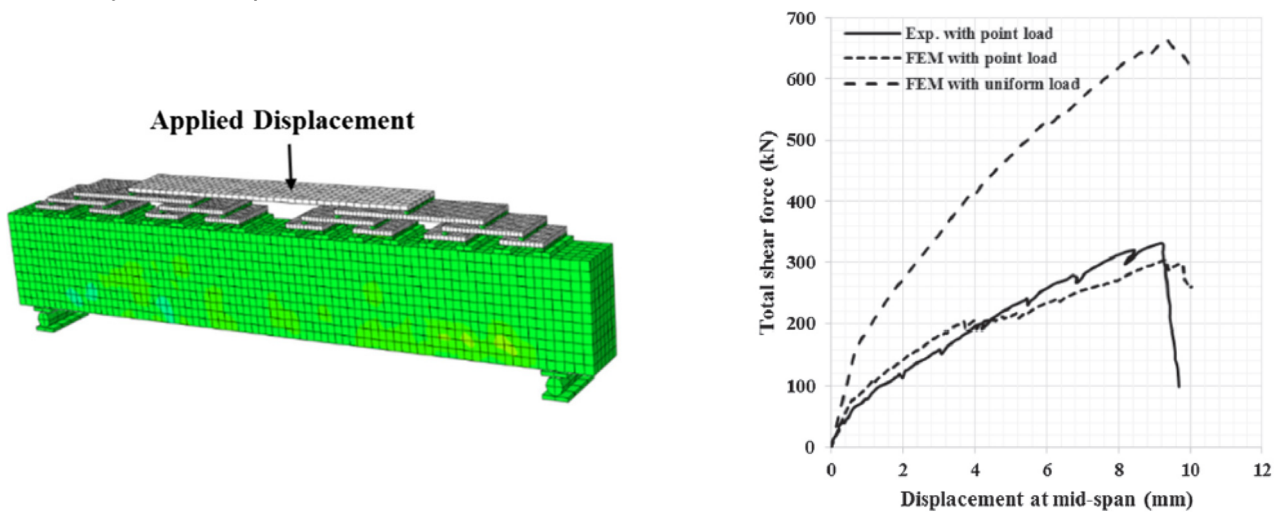 Applied Displacement
700
600
500
400
300
200
100
0
Total shear force (kN)
Exp. with point load
FEM with point load
FEM with uniform load
0 2 4 6 8 10 12
Displacement at mid-span (mm)